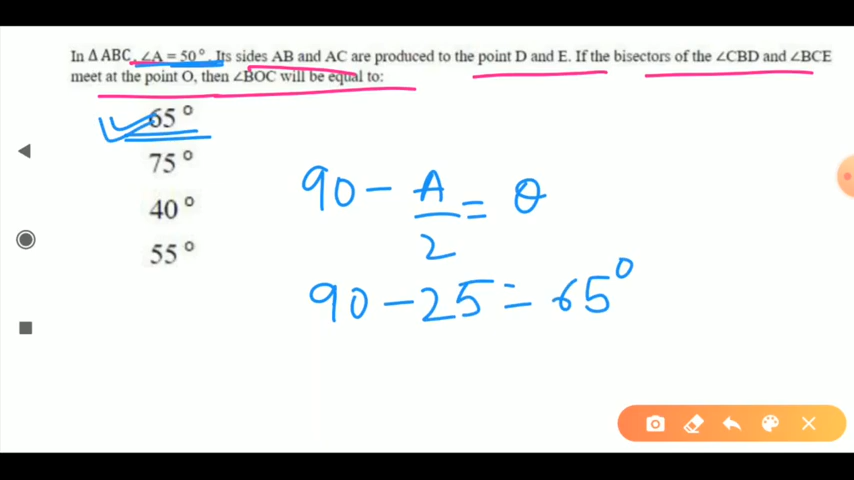 In Δ ABC, ∠A = 50°. Its sides AB and AC are produced to the point D and E. If the bisectors of the ∠CBD and ∠BCE
meet at the point O, then ∠BOC will be equal to:
65°
75°
40°
55°
90 - A/2 = θ
90 - 25 = 65°